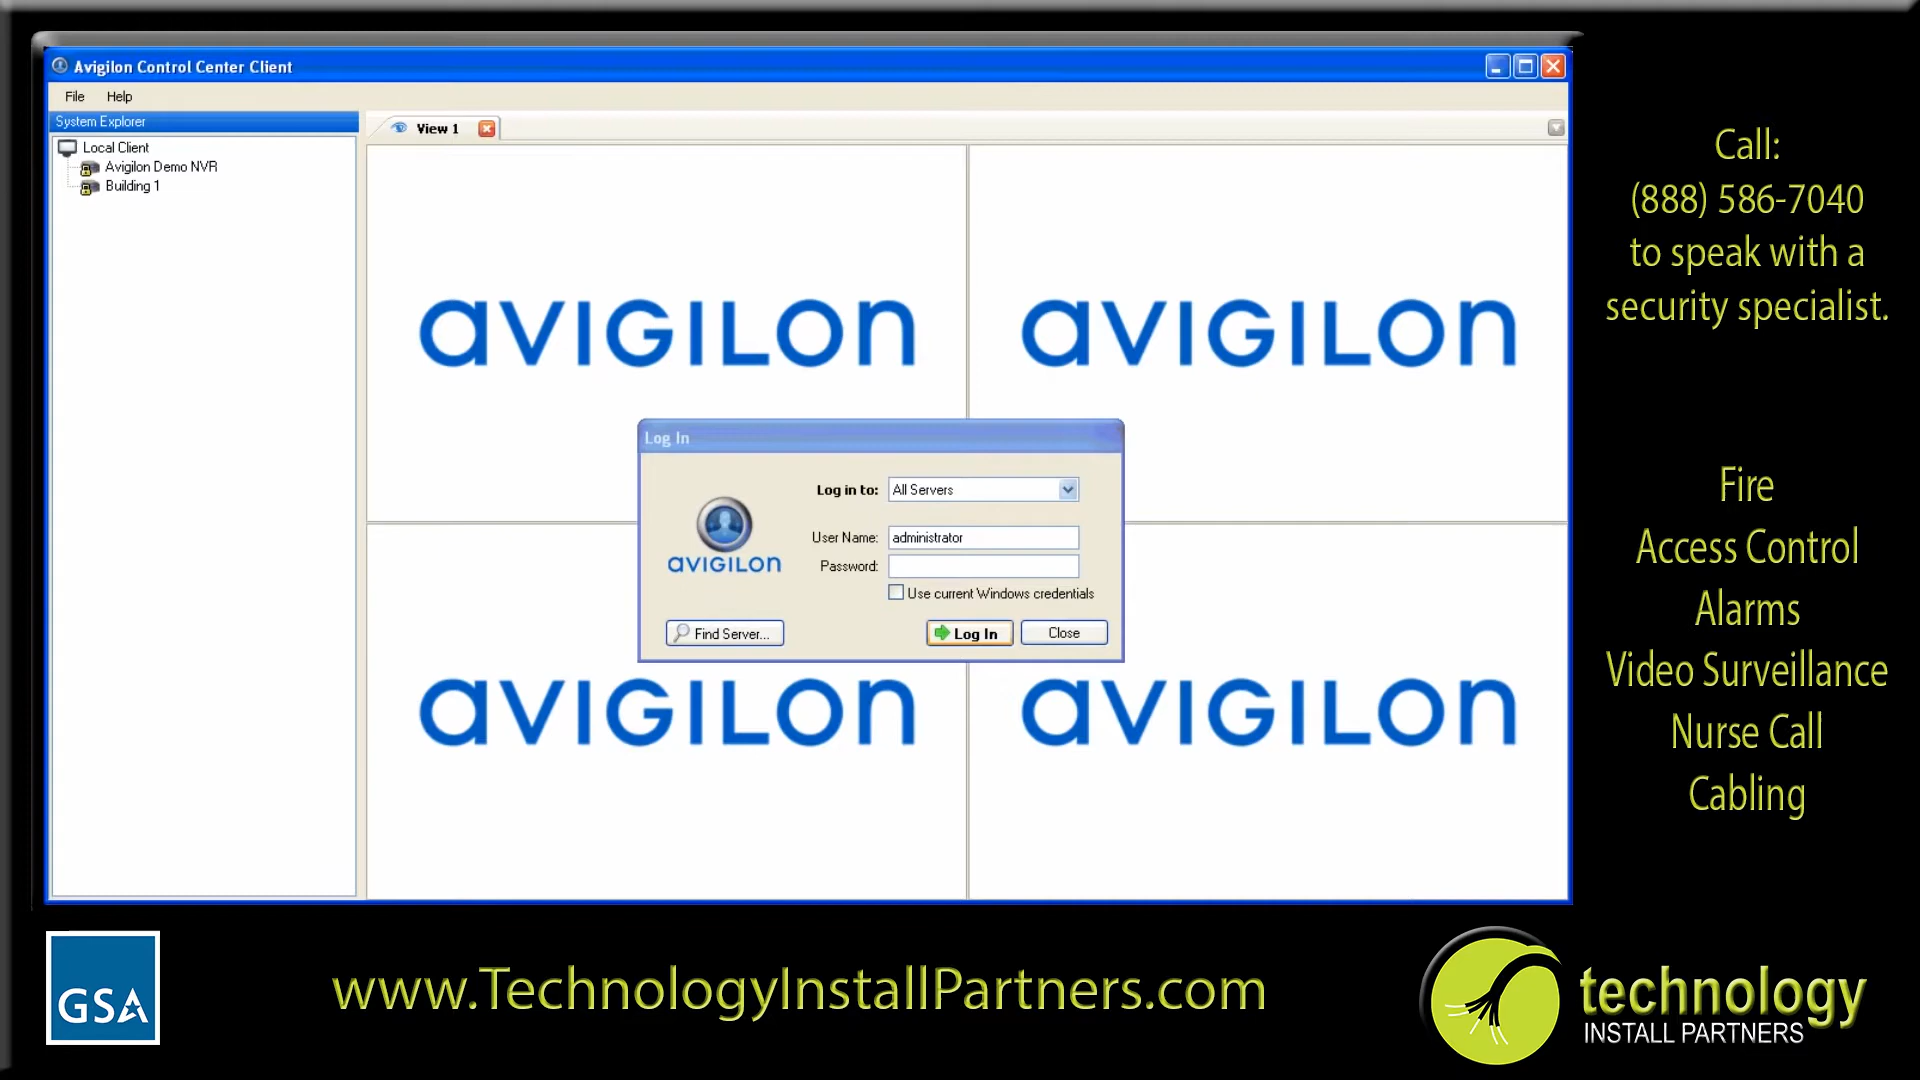 Avigilon Control Center Client
File Help
System Explorer
View 1
Local Client
Avigilon Demo NVR
Building 1
AVIGILON
AVIGILON
Log In
Log in to: All Servers
User Name: administrator
Password:
Use current Windows credentials
AVIGILON
Find Server...
Log In
Close
AVIGILON
AVIGILON
Call:
(888) 586-7040
to speak with a
security specialist.
Fire
Access Control
Alarms
Video Surveillance
Nurse Call
Cabling
GSA
www.TechnologyInstallPartners.com
technology
INSTALL PARTNERS